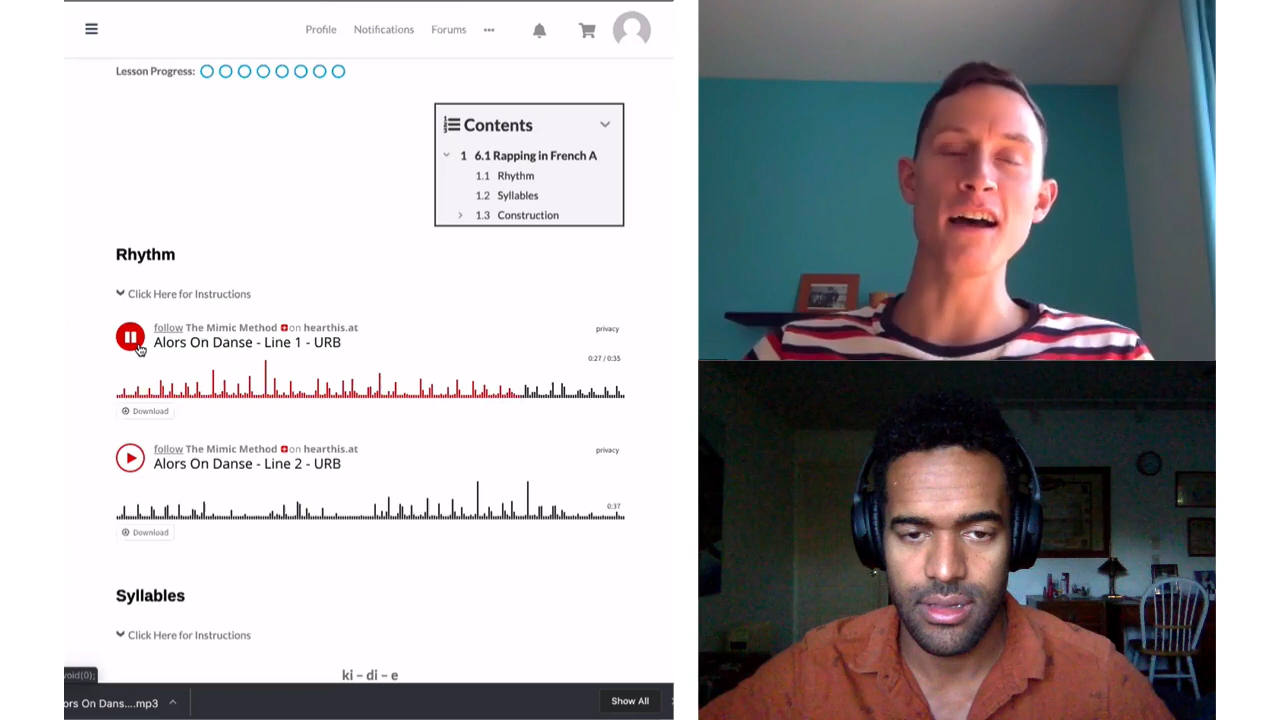 Profile Notifications Forums
Lesson Progress:
Contents
1 6.1 Rapping in French A
1.1 Rhythm
1.2 Syllables
1.3 Construction
Rhythm
Click Here for Instructions
follow The Mimic Method on hearthis.at privacy
Alors On Danse - Line 1 - URB
0:27 / 0:35
Download
follow The Mimic Method on hearthis.at privacy
Alors On Danse - Line 2 - URB
0:37
Download
Syllables
Click Here for Instructions
void(0);
ki – di – e
ors On Dans....mp3 Show All